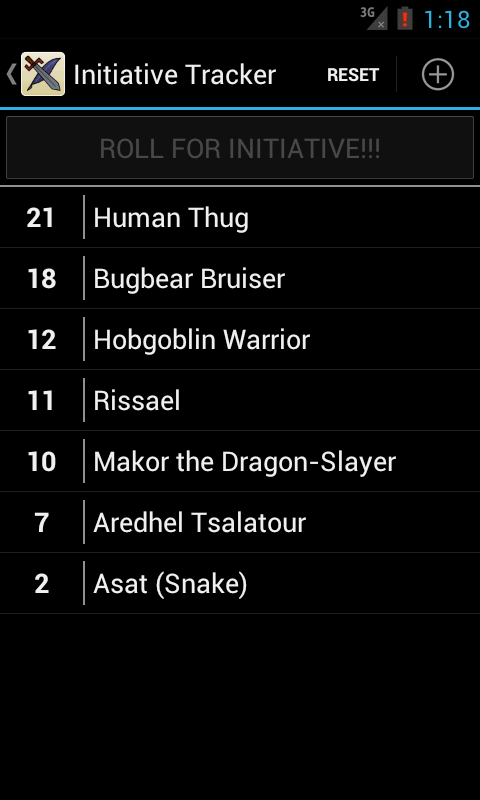 3G
1:18
Initiative Tracker
RESET
ROLL FOR INITIATIVE!!!
21 Human Thug
18 Bugbear Bruiser
12 Hobgoblin Warrior
11 Rissael
10 Makor the Dragon-Slayer
7 Aredhel Tsalatour
2 Asat (Snake)